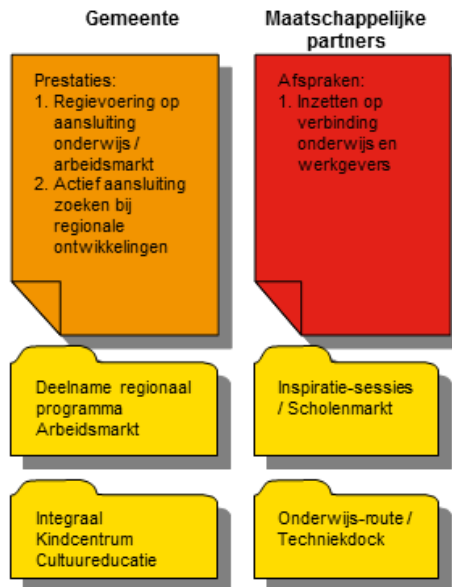 Gemeente
Prestaties:
1. Regievoering op
aansluiting
onderwijs /
arbeidsmarkt
2. Actief aansluiting
zoeken bij
regionale
ontwikkelingen
Deelname regionaal
programma
Arbeidsmarkt
Integraal
Kindcentrum
Cultuureducatie
Maatschappelijke
partners
Afspraken:
1. Inzetten op
verbinding
onderwijs en
werkgevers
Inspiratie-sessies
/ Scholenmarkt
Onderwijs-route /
Techniekdock